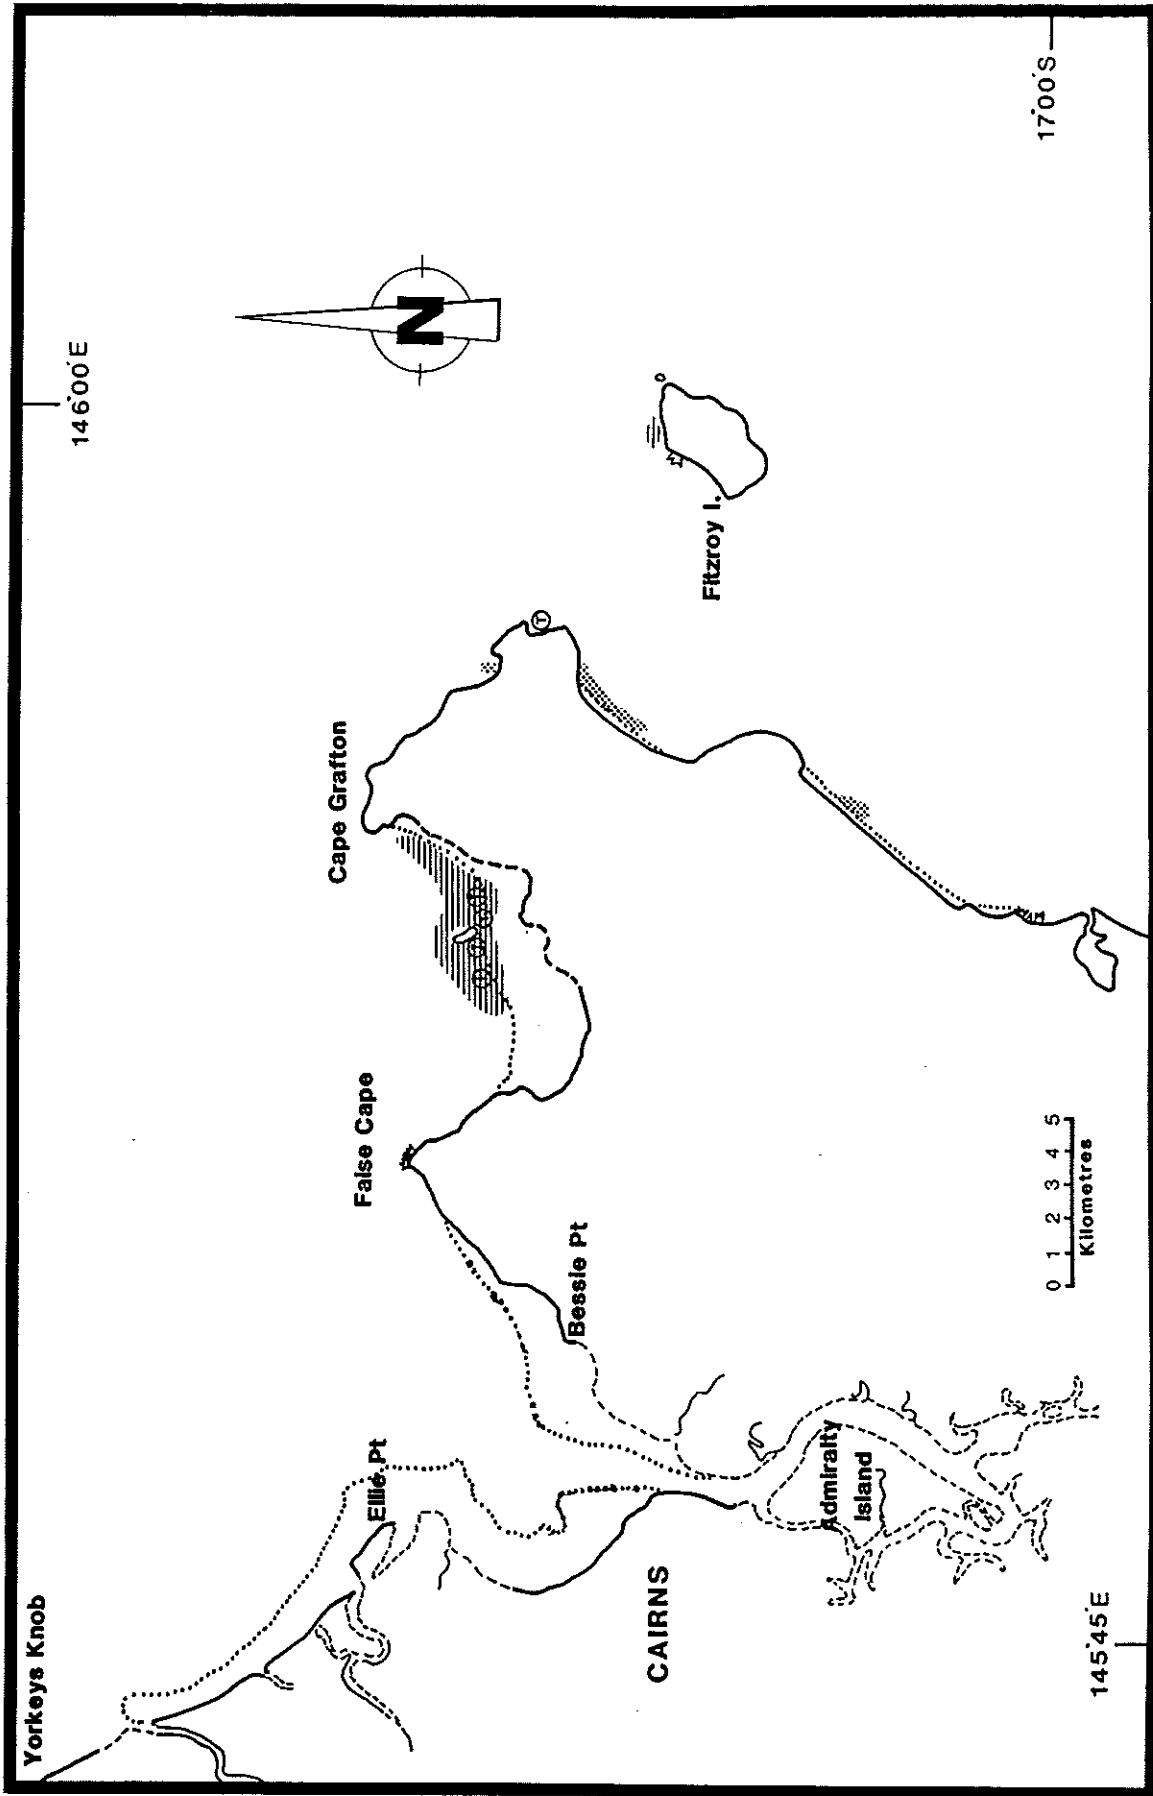 Yorkeys Knob
146°00'E
N
Cape Grafton
False Cape
T
Ellie Pt
Bessie Pt
Fitzroy I.
CAIRNS
Admiralty
Island
0 1 2 3 4 5
Kilometres
145°45'E
17°00'S